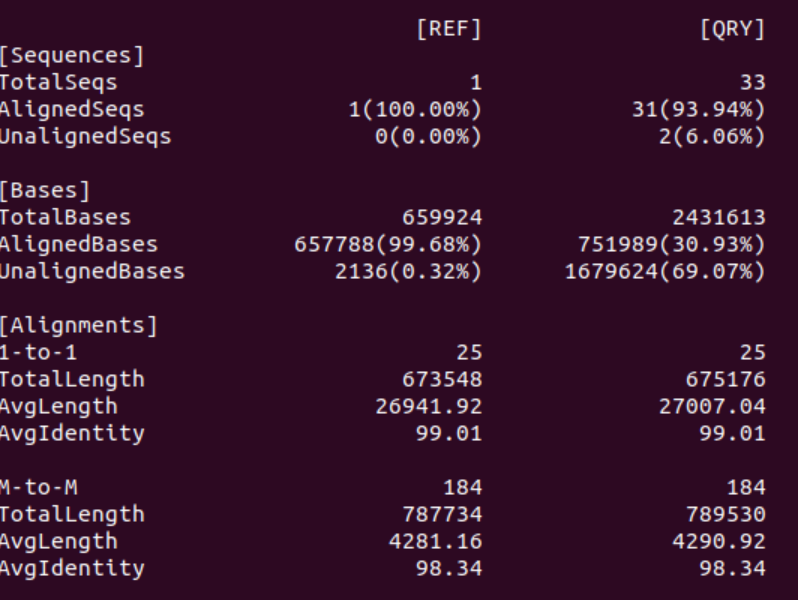 [REF] [QRY]
[Sequences]
TotalSeqs 1 33
AlignedSeqs 1(100.00%) 31(93.94%)
UnalignedSeqs 0(0.00%) 2(6.06%)
[Bases]
TotalBases 659924 2431613
AlignedBases 657788(99.68%) 751989(30.93%)
UnalignedBases 2136(0.32%) 1679624(69.07%)
[Alignments]
1-to-1 25 25
TotalLength 673548 675176
AvgLength 26941.92 27007.04
AvgIdentity 99.01 99.01
M-to-M 184 184
TotalLength 787734 789530
AvgLength 4281.16 4290.92
AvgIdentity 98.34 98.34